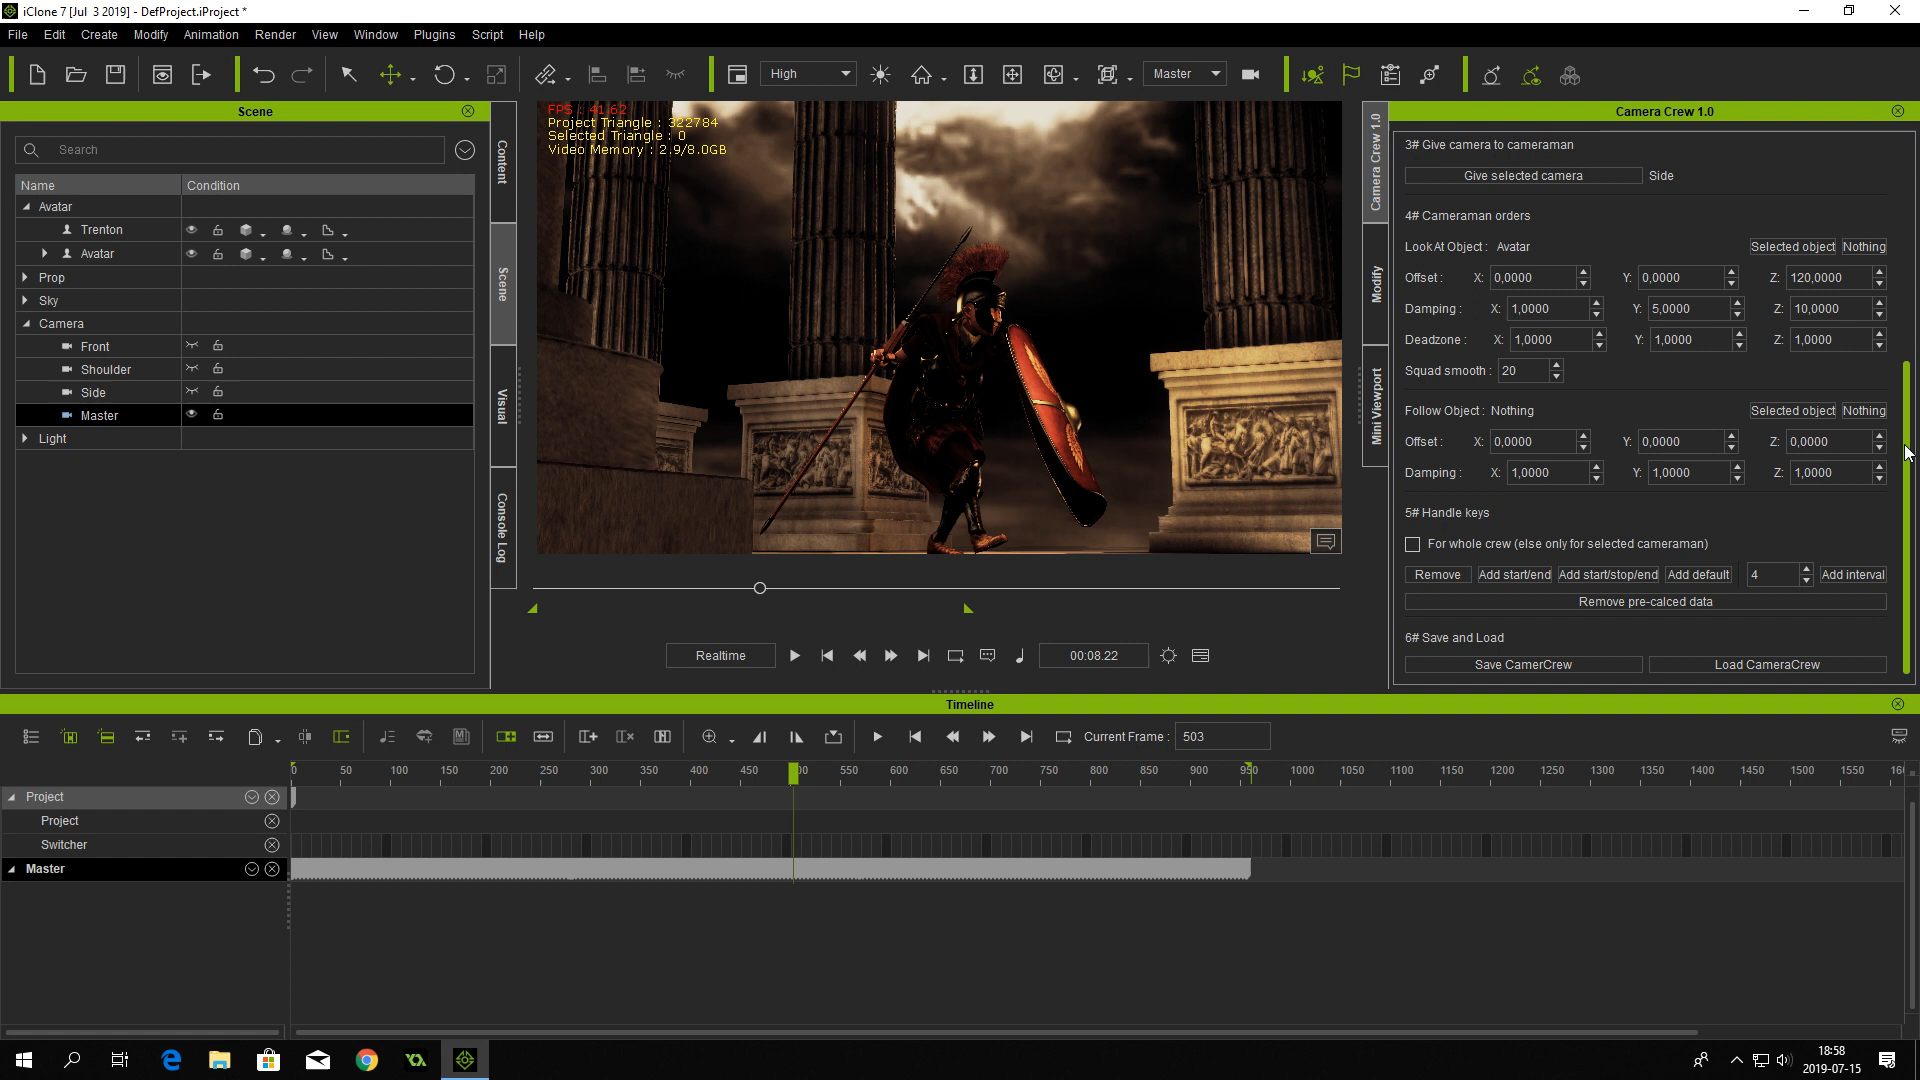 iClone 7 [Jul  3 2019] - DefProject.iProject *
File Edit Create Modify Animation Render View Window Plugins Script Help
High
Master
Scene
Search
Name Condition
Avatar
Trenton
Avatar
Prop
Sky
Camera
Front
Shoulder
Side
Master
Light
Content
Scene
Visual
Console Log
FPS : 41.62
Project Triangle : 322784
Selected Triangle : 0
Video Memory : 2.9/8.0GB
Realtime
00:08.22
Camera Crew 1.0
Modify
Mini Viewport
Camera Crew 1.0
3# Give camera to cameraman
Give selected camera Side
4# Cameraman orders
LookAt Object : Avatar Selected object Nothing
Offset : X: 0,0000 Y: 0,0000 Z: 120,0000
Damping : X: 1,0000 Y: 5,0000 Z: 10,0000
Deadzone : X: 1,0000 Y: 1,0000 Z: 1,0000
Squad smooth : 20
Follow Object : Nothing Selected object Nothing
Offset : X: 0,0000 Y: 0,0000 Z: 0,0000
Damping : X: 1,0000 Y: 1,0000 Z: 1,0000
5# Handle keys
For whole crew (else only for selected cameraman)
Remove Add start/end Add start/stop/end Add default 4 Add interval
Remove pre-calced data
6# Save and Load
Save CamerCrew Load CameraCrew
Timeline
Current Frame : 503
0 50 100 150 200 250 300 350 400 450 550 600 650 700 750 800 850 900 950 1000 1050 1100 1150 1200 1250 1300 1350 1400 1450 1500 1550
Project
Project
Switcher
Master
18:58
2019-07-15